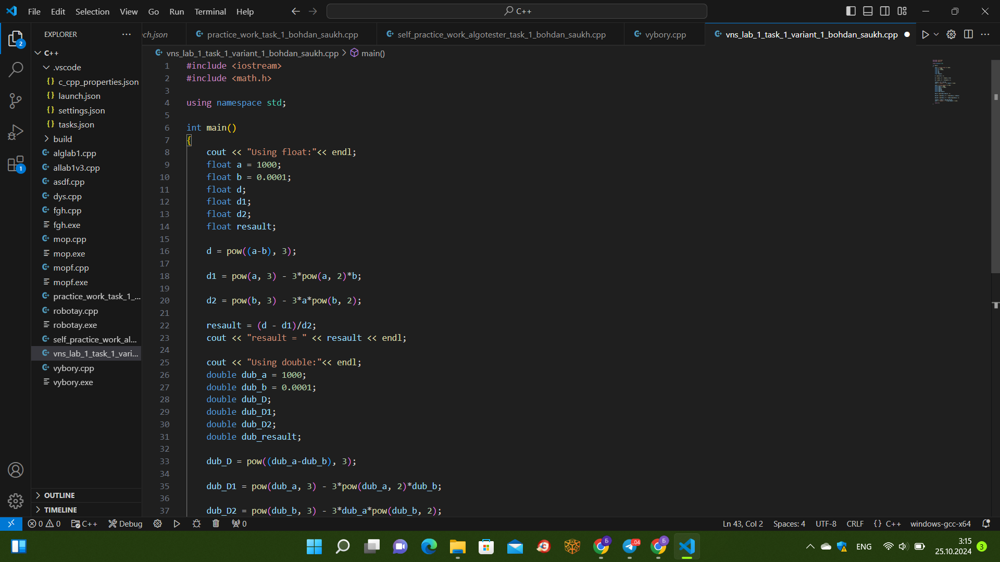 File Edit Selection View Go Run Terminal Help
C++
EXPLORER
ch.json
practice_work_task_1_bohdan_saukh.cpp
self_practice_work_algotester_task_1_bohdan_saukh.cpp
vybory.cpp
vns_lab_1_task_1_variant_1_bohdan_saukh.cpp
2
1
C++
.vscode
c_cpp_properties.json
launch.json
settings.json
tasks.json
build
alglab1.cpp
allab1v3.cpp
asdf.cpp
dys.cpp
fgh.cpp
fgh.exe
mop.cpp
mop.exe
mopf.cpp
mopf.exe
practice_work_task_1_...
robotay.cpp
robotay.exe
self_practice_work_al...
vns_lab_1_task_1_vari...
vybory.cpp
vybory.exe
OUTLINE
TIMELINE
vns_lab_1_task_1_variant_1_bohdan_saukh.cpp > main()
1 #include <iostream>
2 #include <math.h>
3
4 using namespace std;
5
6 int main()
7 {
8 cout << "Using float:"<< endl;
9 float a = 1000;
10 float b = 0.0001;
11 float d;
12 float d1;
13 float d2;
14 float resault;
15
16 d = pow((a-b), 3);
17
18 d1 = pow(a, 3) - 3*pow(a, 2)*b;
19
20 d2 = pow(b, 3) - 3*a*pow(b, 2);
21
22 resault = (d - d1)/d2;
23 cout << "resault = " << resault << endl;
24
25 cout << "Using double:"<< endl;
26 double dub_a = 1000;
27 double dub_b = 0.0001;
28 double dub_D;
29 double dub_D1;
30 double dub_D2;
31 double dub_resault;
32
33 dub_D = pow((dub_a-dub_b), 3);
34
35 dub_D1 = pow(dub_a, 3) - 3*pow(dub_a, 2)*dub_b;
36
37 dub_D2 = pow(dub_b, 3) - 3*dub_a*pow(dub_b, 2);
0 0 C++ Debug 0
Ln 43, Col 2 Spaces: 4 UTF-8 CRLF {} C++ windows-gcc-x64
Б
.04
Б
ENG
3:15
25.10.2024
3